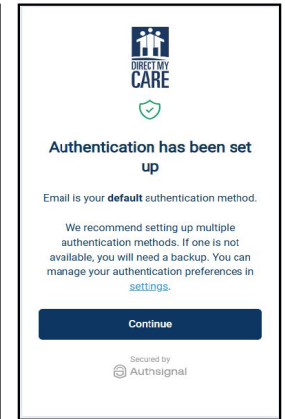 DIRECT MY
CARE
Authentication has been set
up
Email is your default authentication method.
We recommend setting up multiple
authentication methods. If one is not
available, you will need a backup. You can
manage your authentication preferences in
settings.
Continue
Secured by
Authsignal